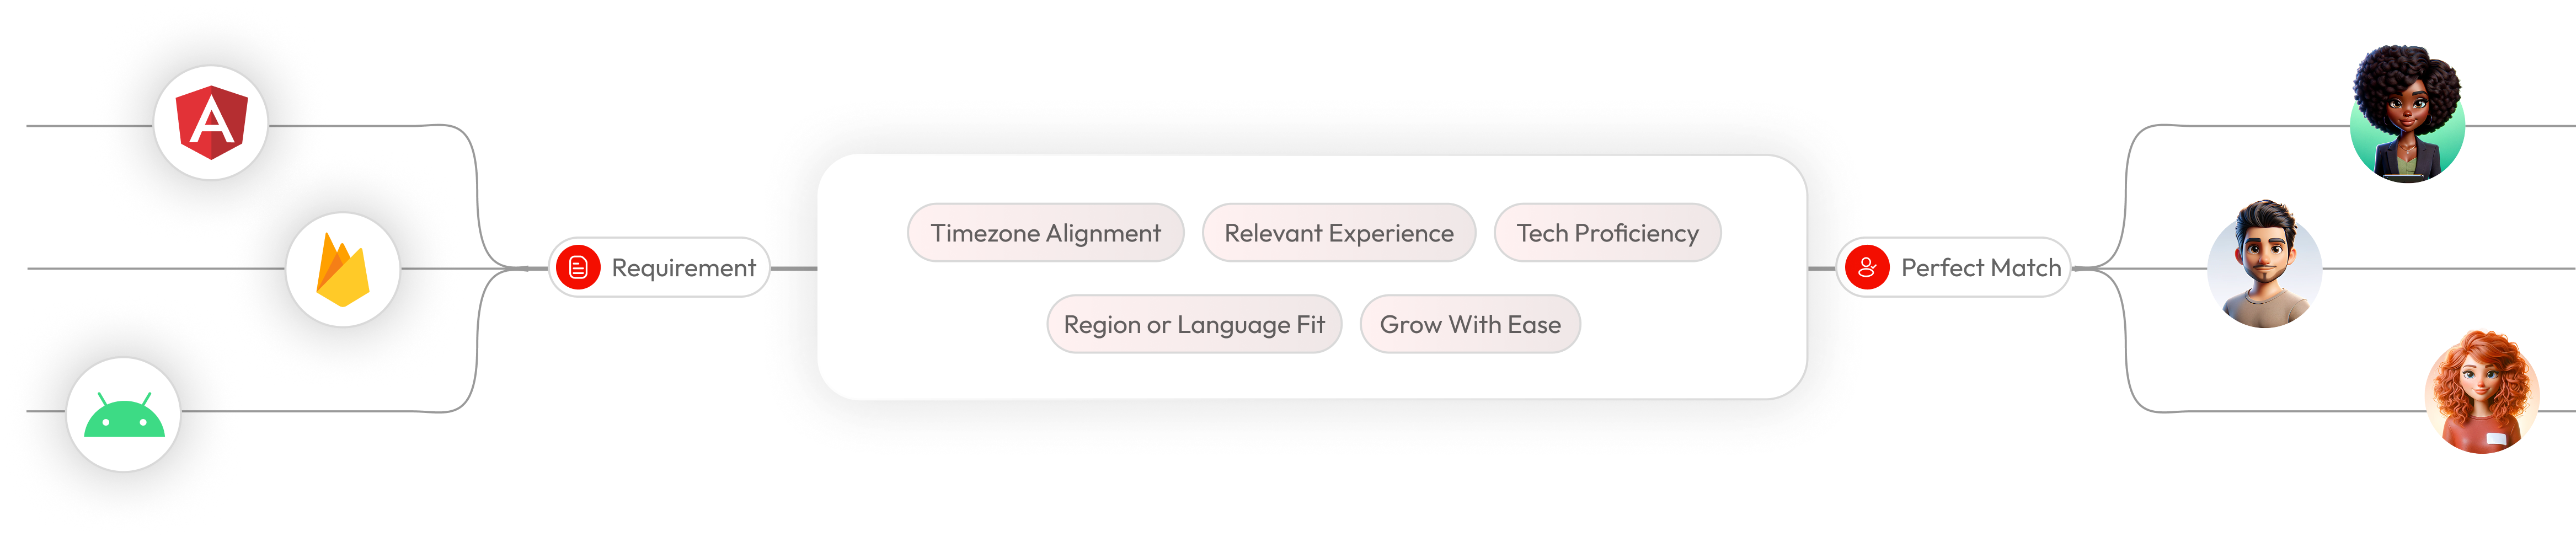 Requirement
Timezone Alignment
Relevant Experience
Tech Proficiency
Region or Language Fit
Grow With Ease
Perfect Match